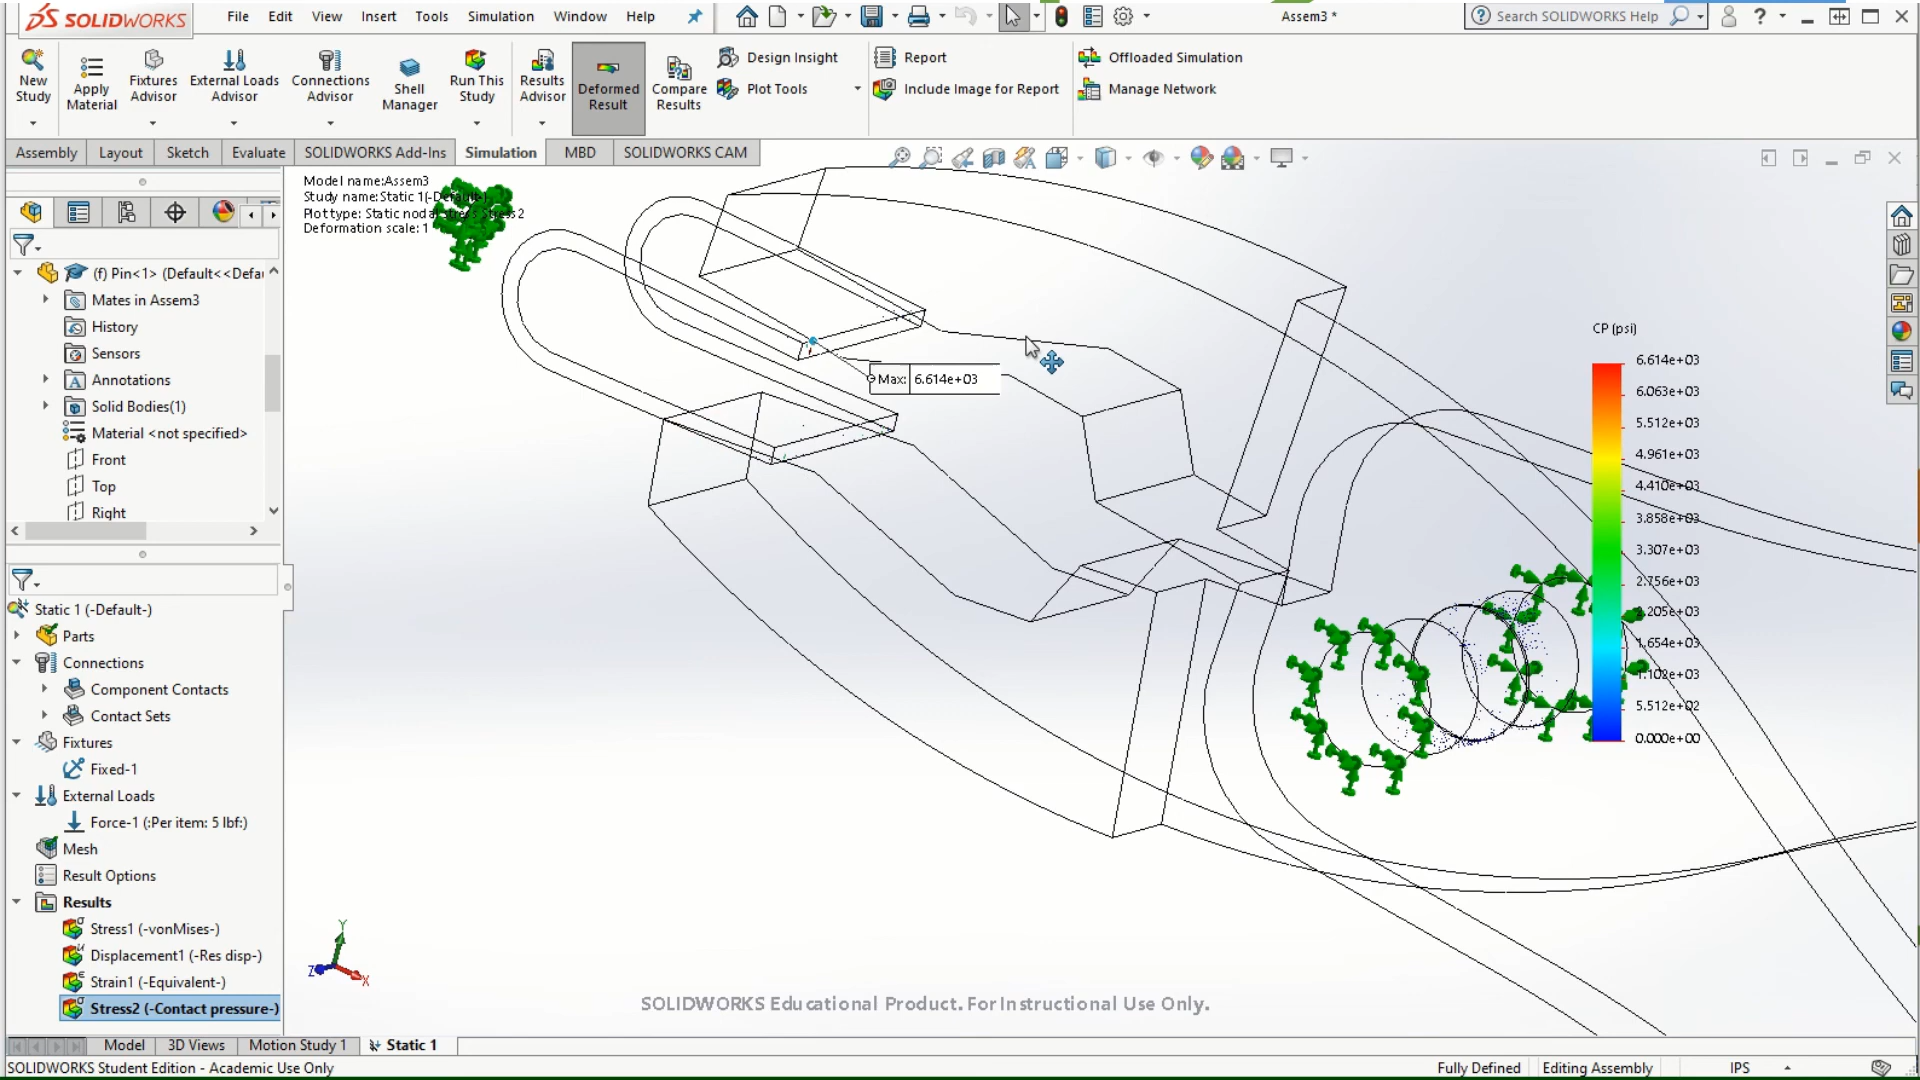 SOLIDWORKS
File Edit View Insert Tools Simulation Window Help
Assem3 *
Search SOLIDWORKS Help
?
New Study
Apply Material
Fixtures Advisor
External Loads Advisor
Connections Advisor
Shell Manager
Run This Study
Results Advisor
Deformed Result
Compare Results
Design Insight
Plot Tools
Report
Include Image for Report
Offloaded Simulation
Manage Network
Assembly Layout Sketch Evaluate SOLIDWORKS Add-Ins Simulation MBD SOLIDWORKS CAM
Model name:Assem3
Study name:Static 1(-Default-)
Plot type: Static nodal stress Stress2
Deformation scale: 1
(f) Pin<1> (Default<<Defau
Mates in Assem3
History
Sensors
Annotations
Solid Bodies(1)
Material <not specified>
Front
Top
Right
Static 1 (-Default-)
Parts
Connections
Component Contacts
Contact Sets
Fixtures
Fixed-1
External Loads
Force-1 (:Per item: 5 lbf:)
Mesh
Result Options
Results
Stress1 (-vonMises-)
Displacement1 (-Res disp-)
Strain1 (-Equivalent-)
Stress2 (-Contact pressure-)
Max: 6.614e+03
CP (psi)
6.614e+03
6.063e+03
5.512e+03
4.961e+03
4.410e+03
3.858e+03
3.307e+03
2.756e+03
2.205e+03
1.654e+03
1.102e+03
5.512e+02
0.000e+00
Y
Z
X
SOLIDWORKS Educational Product. For Instructional Use Only.
Model 3D Views Motion Study 1 Static 1
SOLIDWORKS Student Edition - Academic Use Only
Fully Defined Editing Assembly IPS